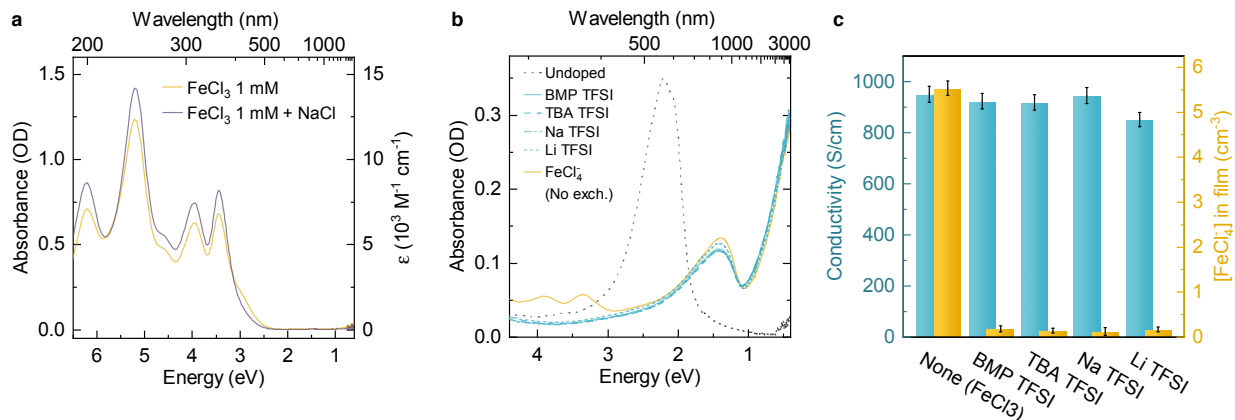 a
Wavelength (nm)
200 300 400 500 1000
1.5
1.0
0.5
0.0
Absorbance (OD)
FeCl₃ 1 mM
FeCl₃ 1 mM + NaCl
15
10
5
0
ε (10³ M⁻¹ cm⁻¹)
6 5 4 3 2 1
Energy (eV)
b
Wavelength (nm)
500 1000 3000
0.3
0.2
0.1
0.0
Absorbance (OD)
Undoped
BMP TFSI
TBA TFSI
Na TFSI
Li TFSI
FeCl₄⁻
(No exch.)
4 3 2 1
Energy (eV)
c
1000
800
600
400
200
0
Conductivity (S/cm)
6
5
4
3
2
1
0
[FeCl₄⁻] in film (cm⁻³)
None (FeCl3)
BMP TFSI
TBA TFSI
Na TFSI
Li TFSI